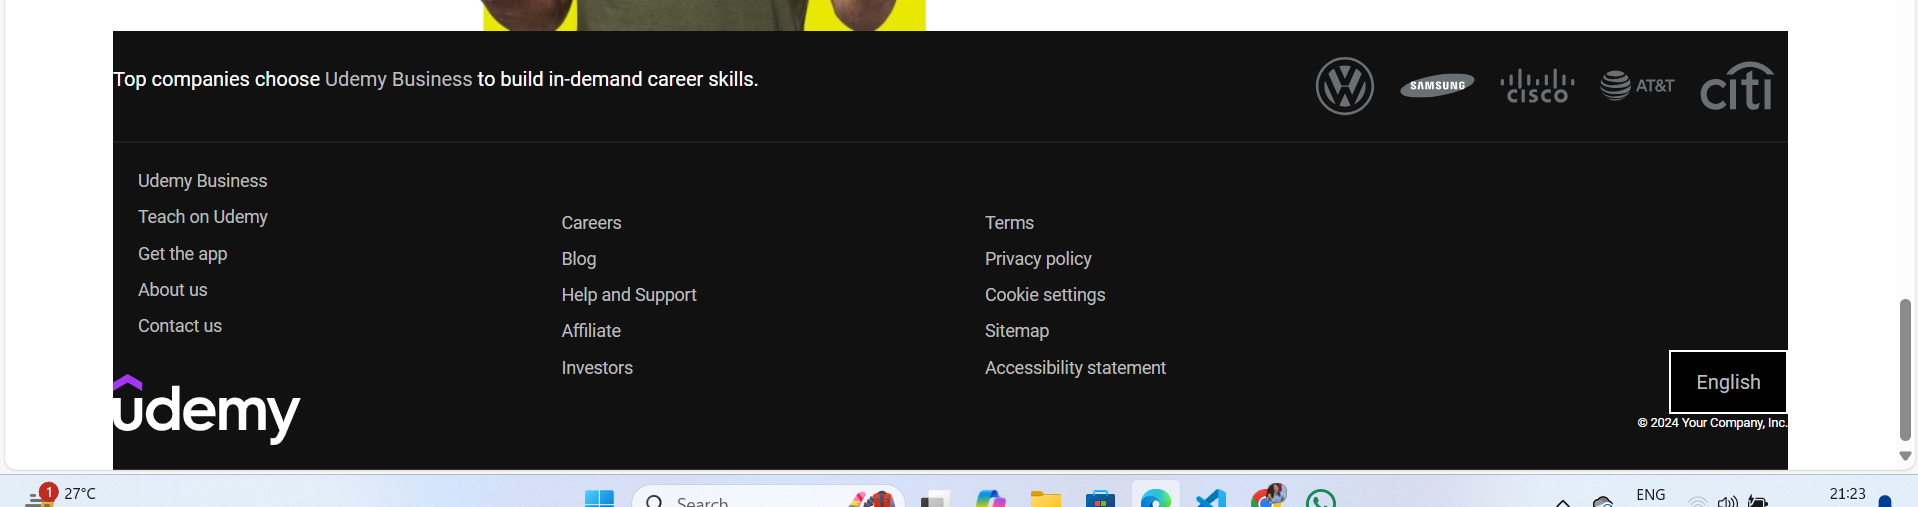 Top companies choose Udemy Business to build in-demand career skills.
SAMSUNG
CISCO
AT&T
citi
Udemy Business
Teach on Udemy
Get the app
About us
Contact us
Careers
Blog
Help and Support
Affiliate
Investors
Terms
Privacy policy
Cookie settings
Sitemap
Accessibility statement
English
udemy
© 2024 Your Company, Inc.
1
27°C
Search
ENG
21:23